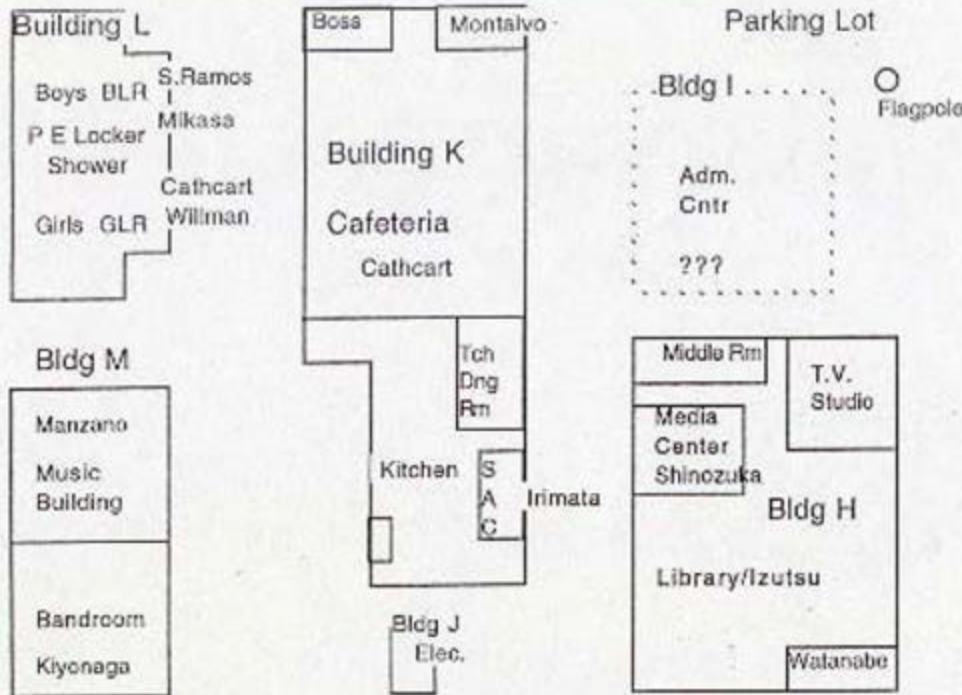 Building L
S.Ramos
Boys BLR
Mikasa
P E Locker
Shower
Cathcart
Girls GLR
Willman
Bldg M
Manzano
Music
Building
Bandroom
Kiyonaga
Boss
Montalvo
Building K
Cafeteria
Cathcart
Tch
Dng
Rm
Kitchen
S
A
C
Irimata
Bldg J
Elec.
Parking Lot
Bldg I
Flagpole
Adm.
Cntr
???
Middle Rm
T.V.
Studio
Media
Center
Shinozuka
Bldg H
Library/Izutsu
Watanabe